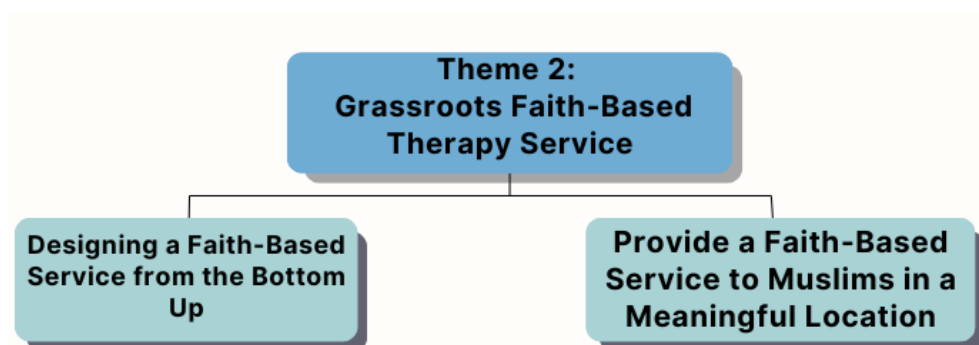 Theme 2:
Grassroots Faith-Based
Therapy Service
Designing a Faith-Based
Service from the Bottom
Up
Provide a Faith-Based
Service to Muslims in a
Meaningful Location